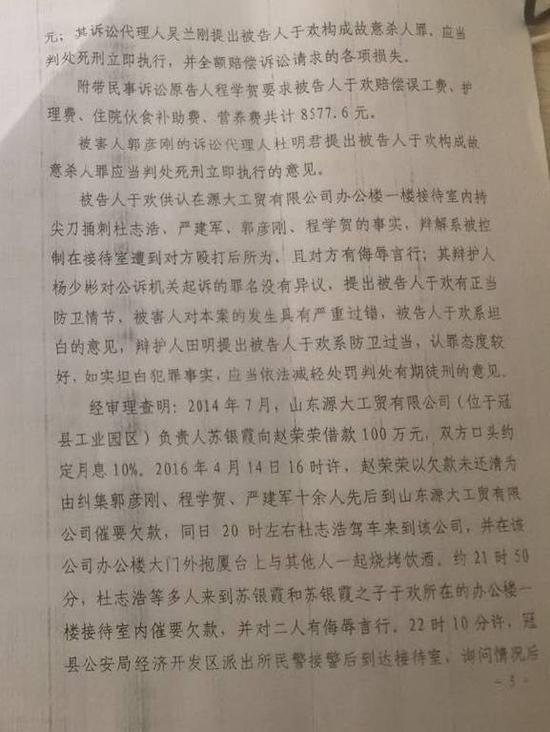 元；其诉讼代理人吴兰刚提出被告人于欢构成故意杀人罪，应当
判处死刑立即执行，并全额赔偿诉讼请求的各项损失。
附带民事诉讼原告人程学贺要求被告人于欢赔偿误工费、护
理费、住院伙食补助费、营养费共计 8577.6 元。
被害人郭彦刚的诉讼代理人杜明君提出被告人于欢构成故
意杀人罪应当判处死刑立即执行的意见。
被告人于欢供认在源大工贸有限公司办公楼一楼接待室内持
尖刀捅刺杜志浩、严建军、郭彦刚、程学贺的事实，辩解系被控
制在接待室遭到对方殴打后所为，且对方有侮辱言行；其辩护人
杨少彬对公诉机关起诉的罪名没有异议，提出被告人于欢有正当
防卫情节，被害人对本案的发生具有严重过错，被告人于欢系坦
白的意见，辩护人田明提出被告人于欢系防卫过当，认罪态度较
好，如实坦白犯罪事实，应当依法减轻处罚判处有期徒刑的意见。
经审理查明：2014 年 7 月，山东源大工贸有限公司（位于冠
县工业园区）负责人苏银霞向赵荣荣借款 100 万元，双方口头约
定月息 10%。2016 年 4 月 14 日 16 时许，赵荣荣以欠款未还清为
由纠集郭彦刚、程学贺、严建军十余人先后到山东源大工贸有限
公司催要欠款，同日 20 时左右杜志浩驾车来到该公司，并在该
公司办公楼大门外抱厦台上与其他人一起烧烤饮酒。约 21 时 50
分，杜志浩等多人来到苏银霞和苏银霞之子于欢所在的办公楼一
楼接待室内催要欠款，并对二人有侮辱言行。22 时 10 分许，冠
县公安局经济开发区派出所民警接警后到达接待室，询问情况后
- 5 -